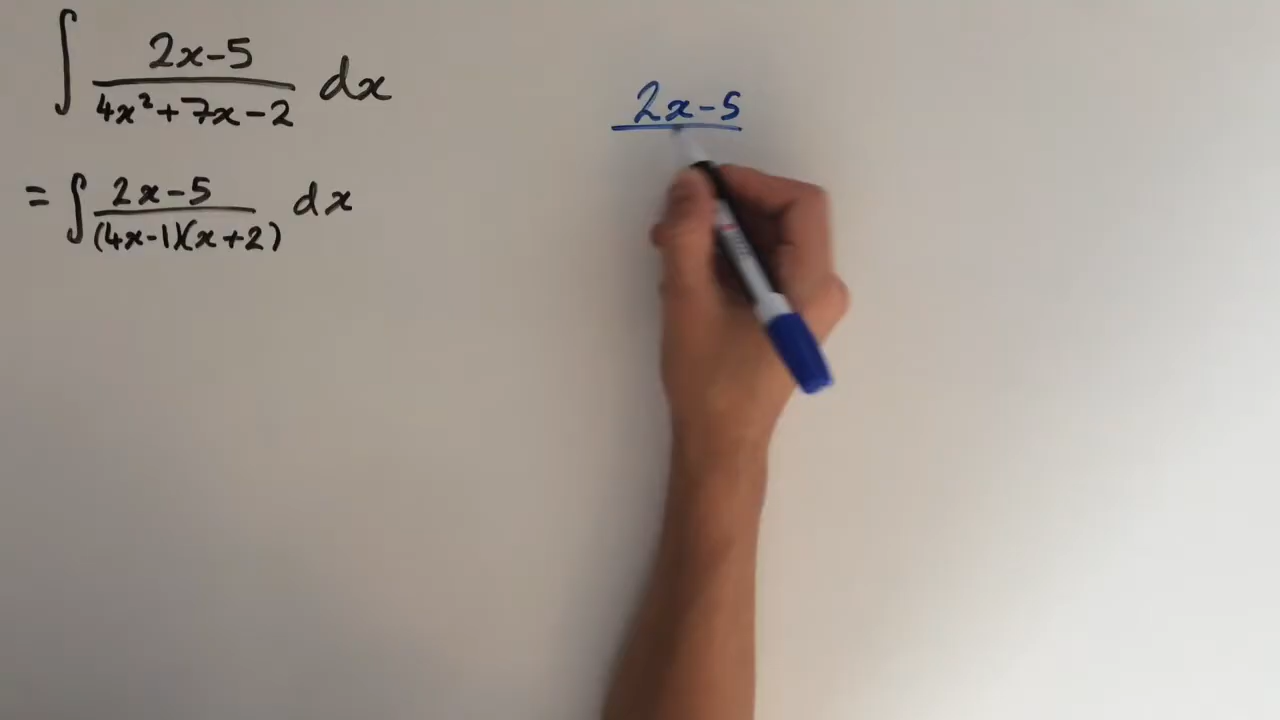 ∫ 2x-5 / 4x²+7x-2 dx
= ∫ 2x-5 / (4x-1)(x+2) dx
2x-5